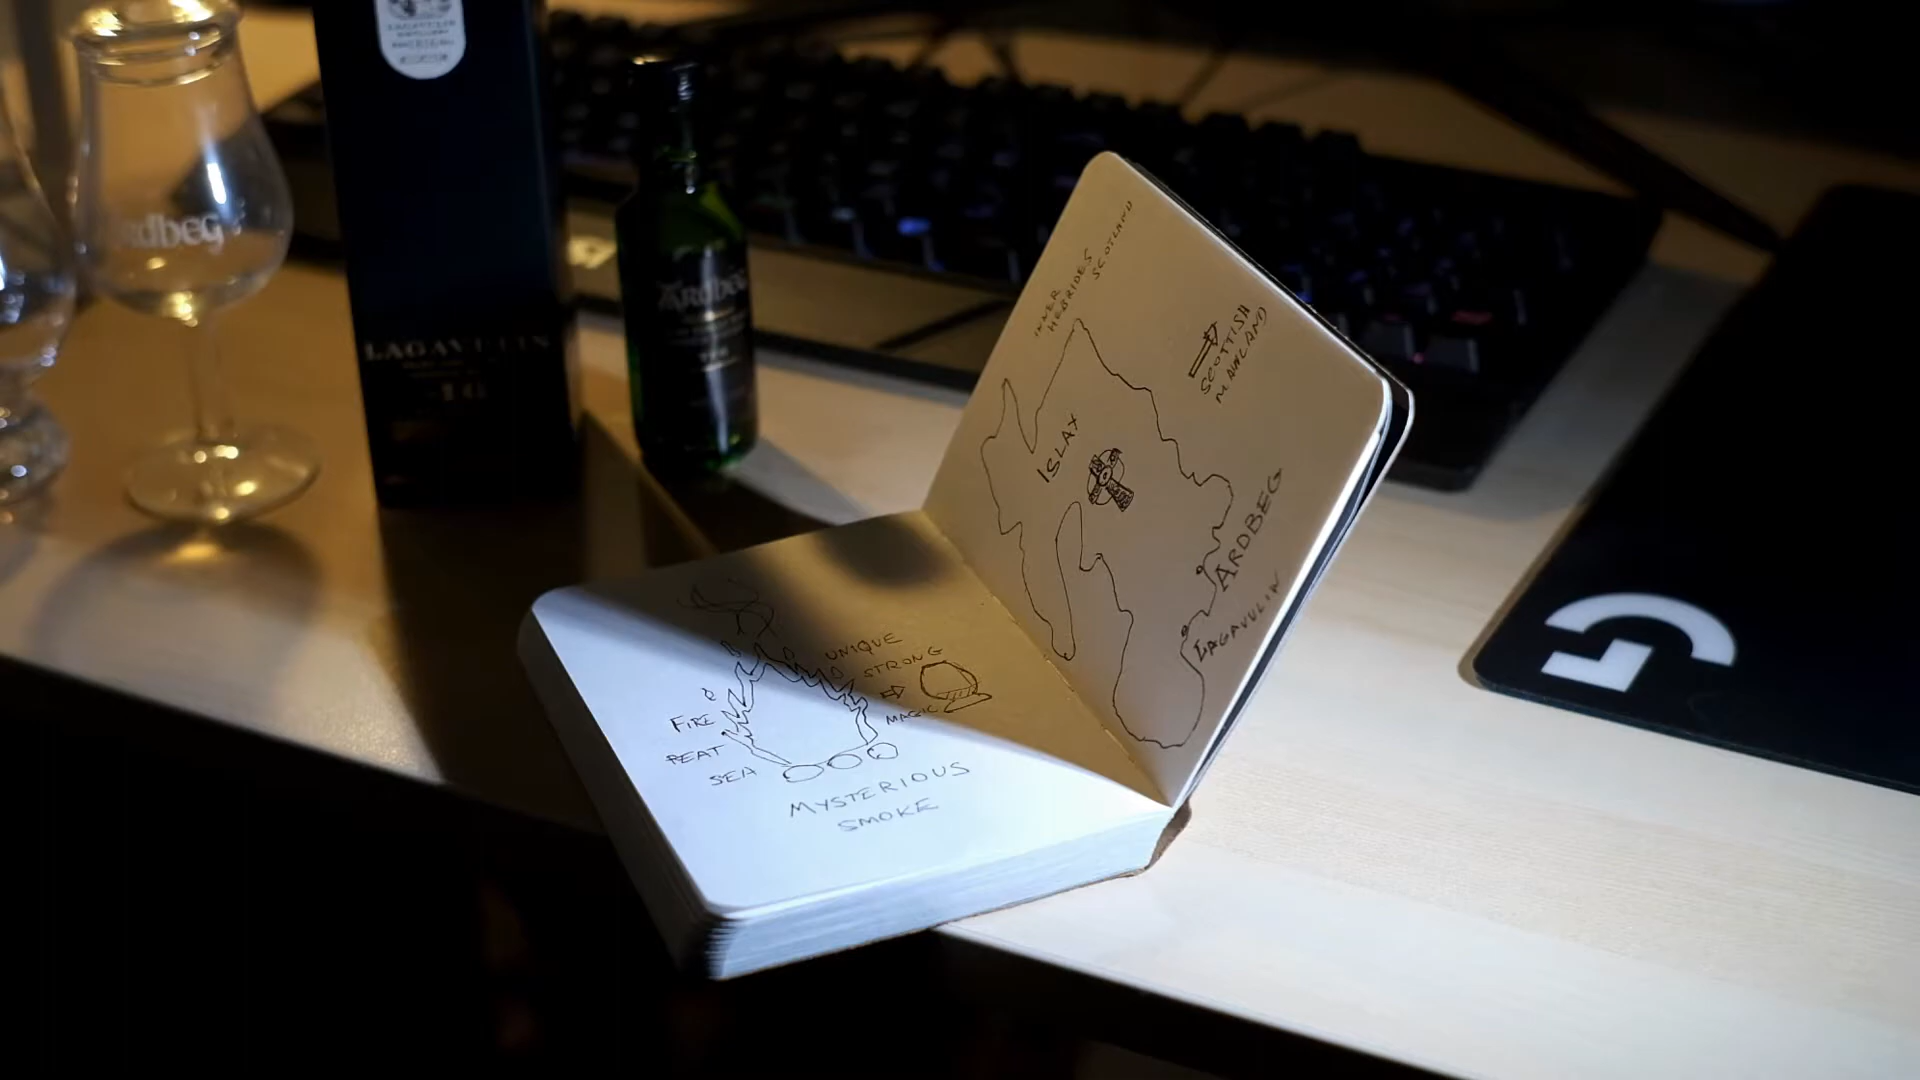 Ardbeg
LAGAVULIN
16
ARDBEG
TEN
INNER
HEBRIDES
SCOTLAND
SCOTTISH
MAINLAND
ISLAY
ARDBEG
LAGAVULIN
UNIQUE
STRONG
MAGIC
FIRE
PEAT
SEA
MYSTERIOUS
SMOKE
G